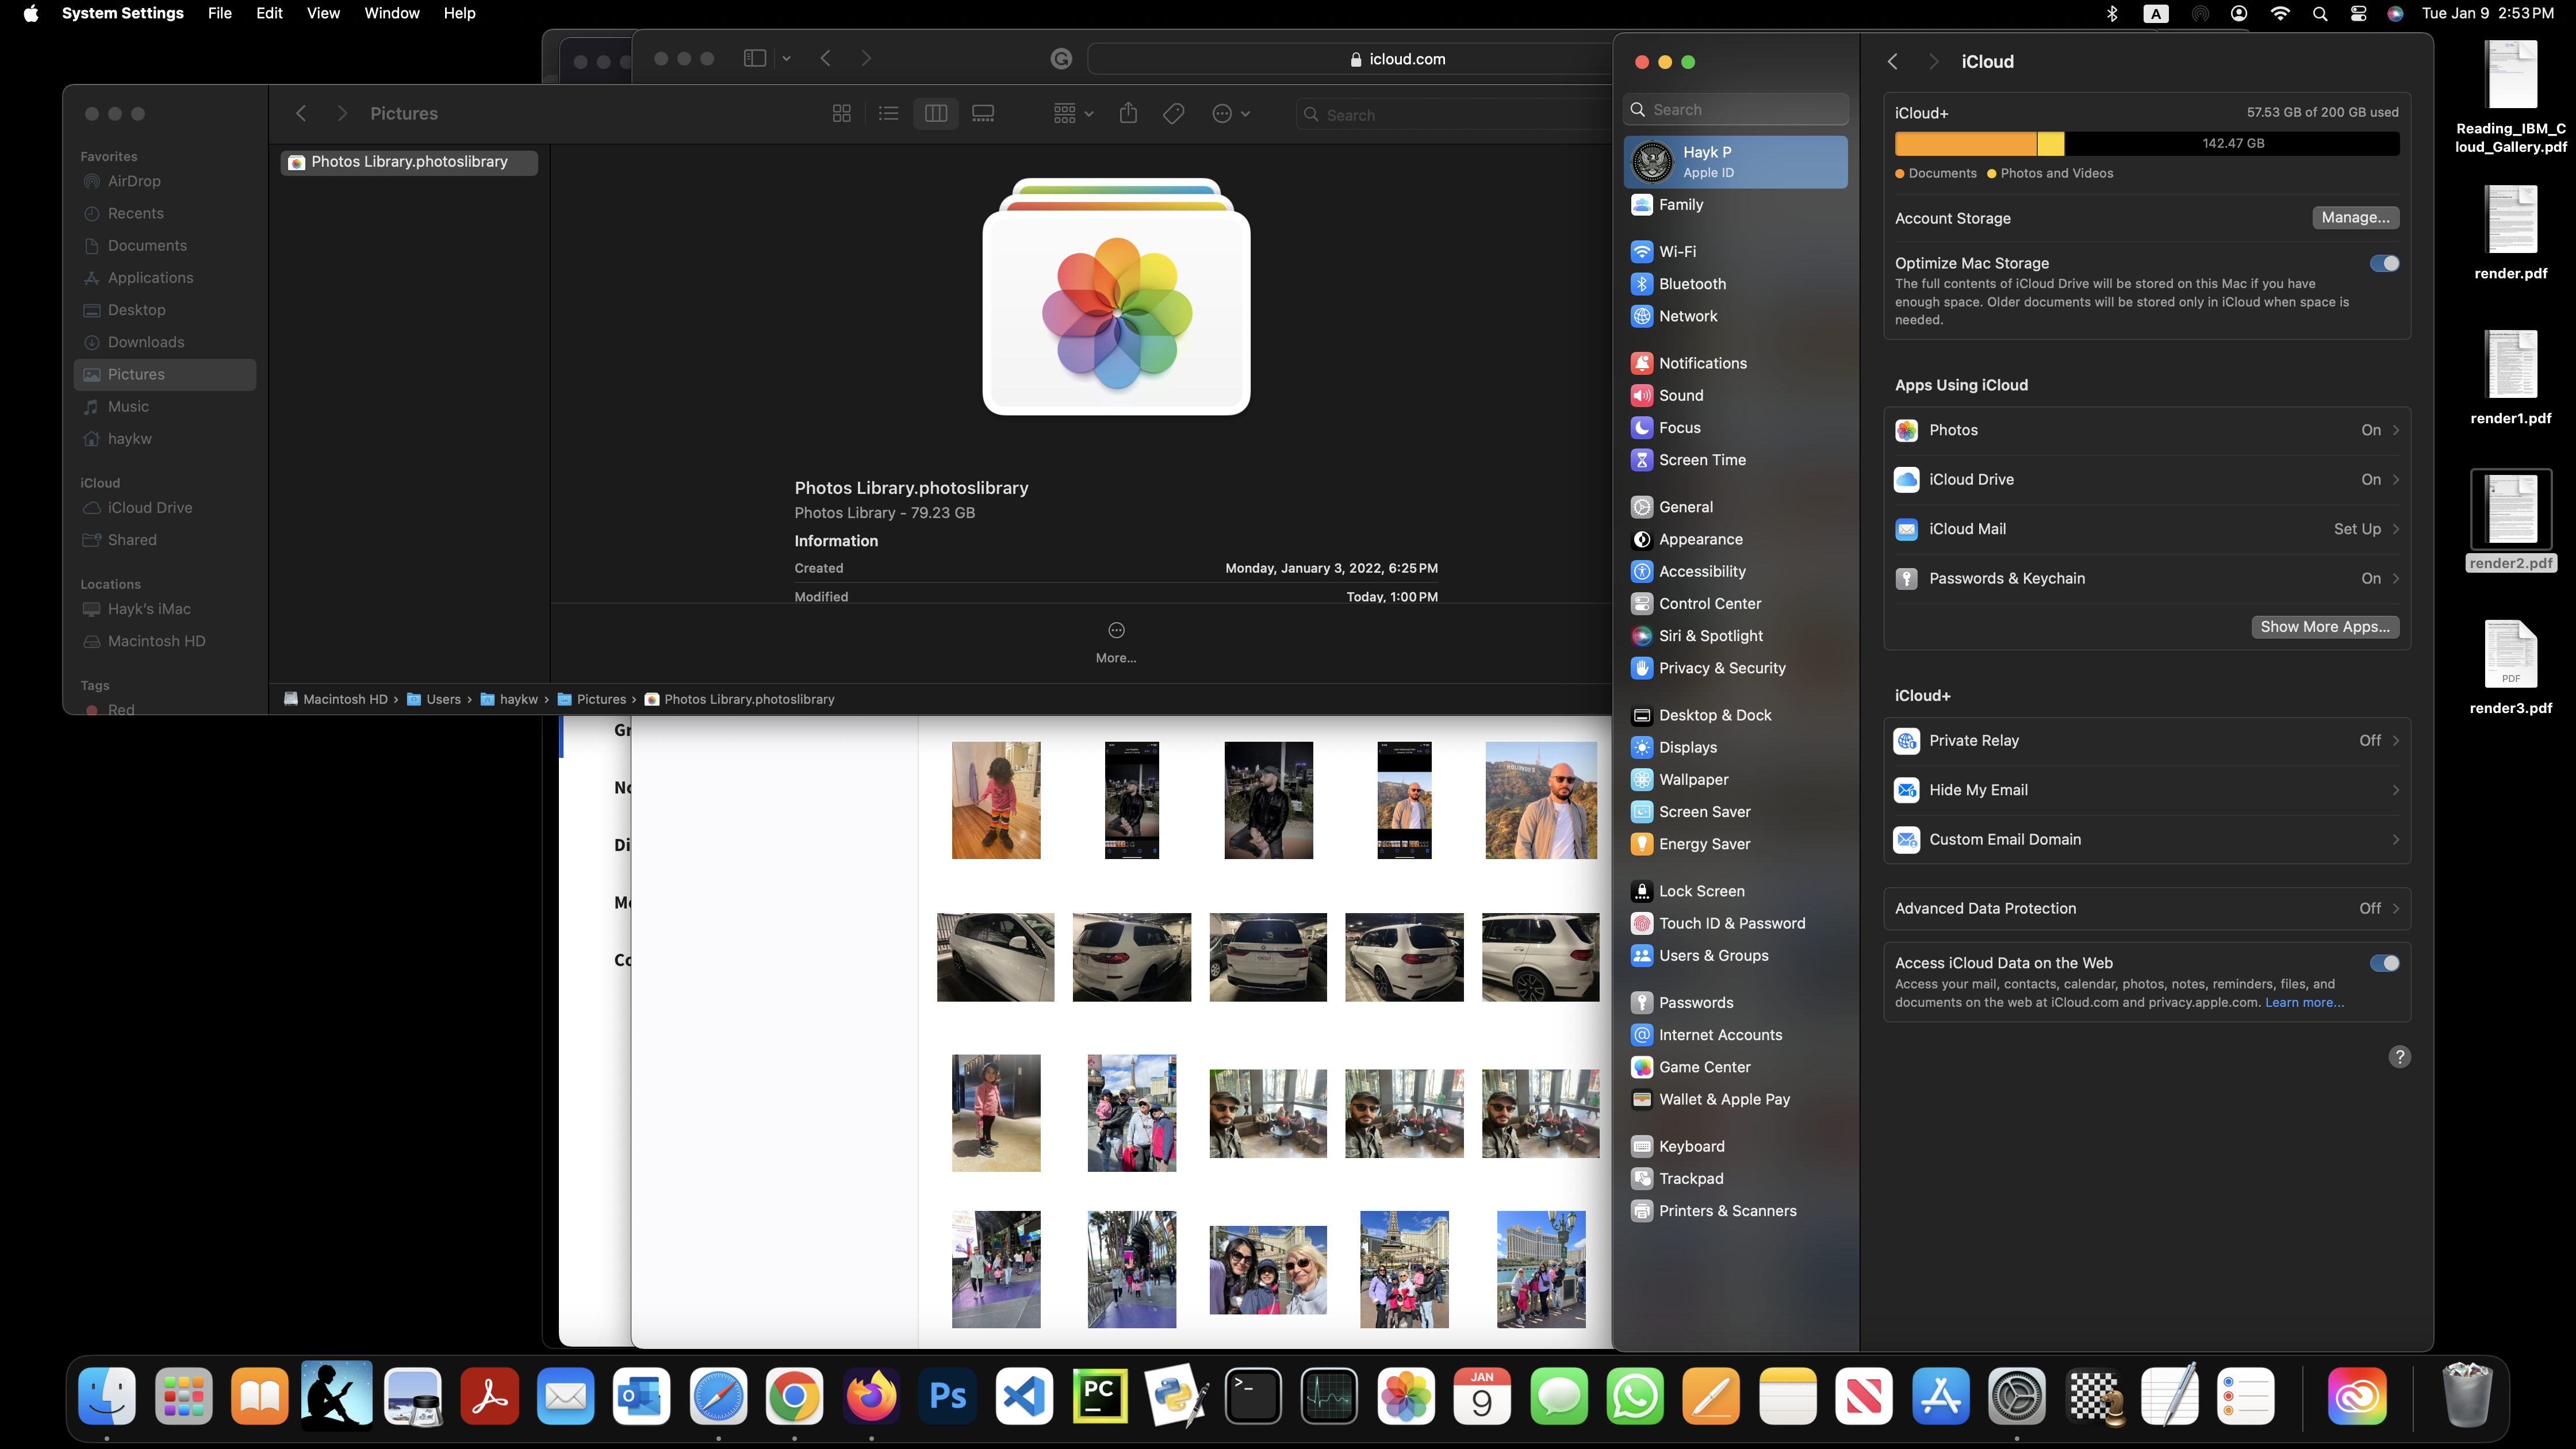 System Settings File Edit View Window Help
A Tue Jan 9 2:53 PM
icloud.com
Pictures
Search
Favorites
AirDrop
Recents
Documents
Applications
Desktop
Downloads
Pictures
Music
haykw
iCloud
iCloud Drive
Shared
Locations
Hayk's iMac
Macintosh HD
Tags
Red
Photos Library.photoslibrary
Photos Library.photoslibrary
Photos Library - 79.23 GB
Information
Created Monday, January 3, 2022, 6:25 PM
Modified Today, 1:00 PM
More...
Macintosh HD › Users › haykw › Pictures › Photos Library.photoslibrary
Gr
No
Di
Mo
Co
HOLLYWOOD
Search
Hayk P
Apple ID
Family
Wi-Fi
Bluetooth
Network
Notifications
Sound
Focus
Screen Time
General
Appearance
Accessibility
Control Center
Siri & Spotlight
Privacy & Security
Desktop & Dock
Displays
Wallpaper
Screen Saver
Energy Saver
Lock Screen
Touch ID & Password
Users & Groups
Passwords
Internet Accounts
Game Center
Wallet & Apple Pay
Keyboard
Trackpad
Printers & Scanners
iCloud
iCloud+ 57.53 GB of 200 GB used
142.47 GB
Documents Photos and Videos
Account Storage Manage...
Optimize Mac Storage
The full contents of iCloud Drive will be stored on this Mac if you have
enough space. Older documents will be stored only in iCloud when space is
needed.
Apps Using iCloud
Photos On
iCloud Drive On
iCloud Mail Set Up
Passwords & Keychain On
Show More Apps...
iCloud+
Private Relay Off
Hide My Email
Custom Email Domain
Advanced Data Protection Off
Access iCloud Data on the Web
Access your mail, contacts, calendar, photos, notes, reminders, files, and
documents on the web at iCloud.com and privacy.apple.com. Learn more...
?
Reading_IBM_C
loud_Gallery.pdf
render.pdf
render1.pdf
render2.pdf
PDF
render3.pdf
Ps
PC
JAN
9